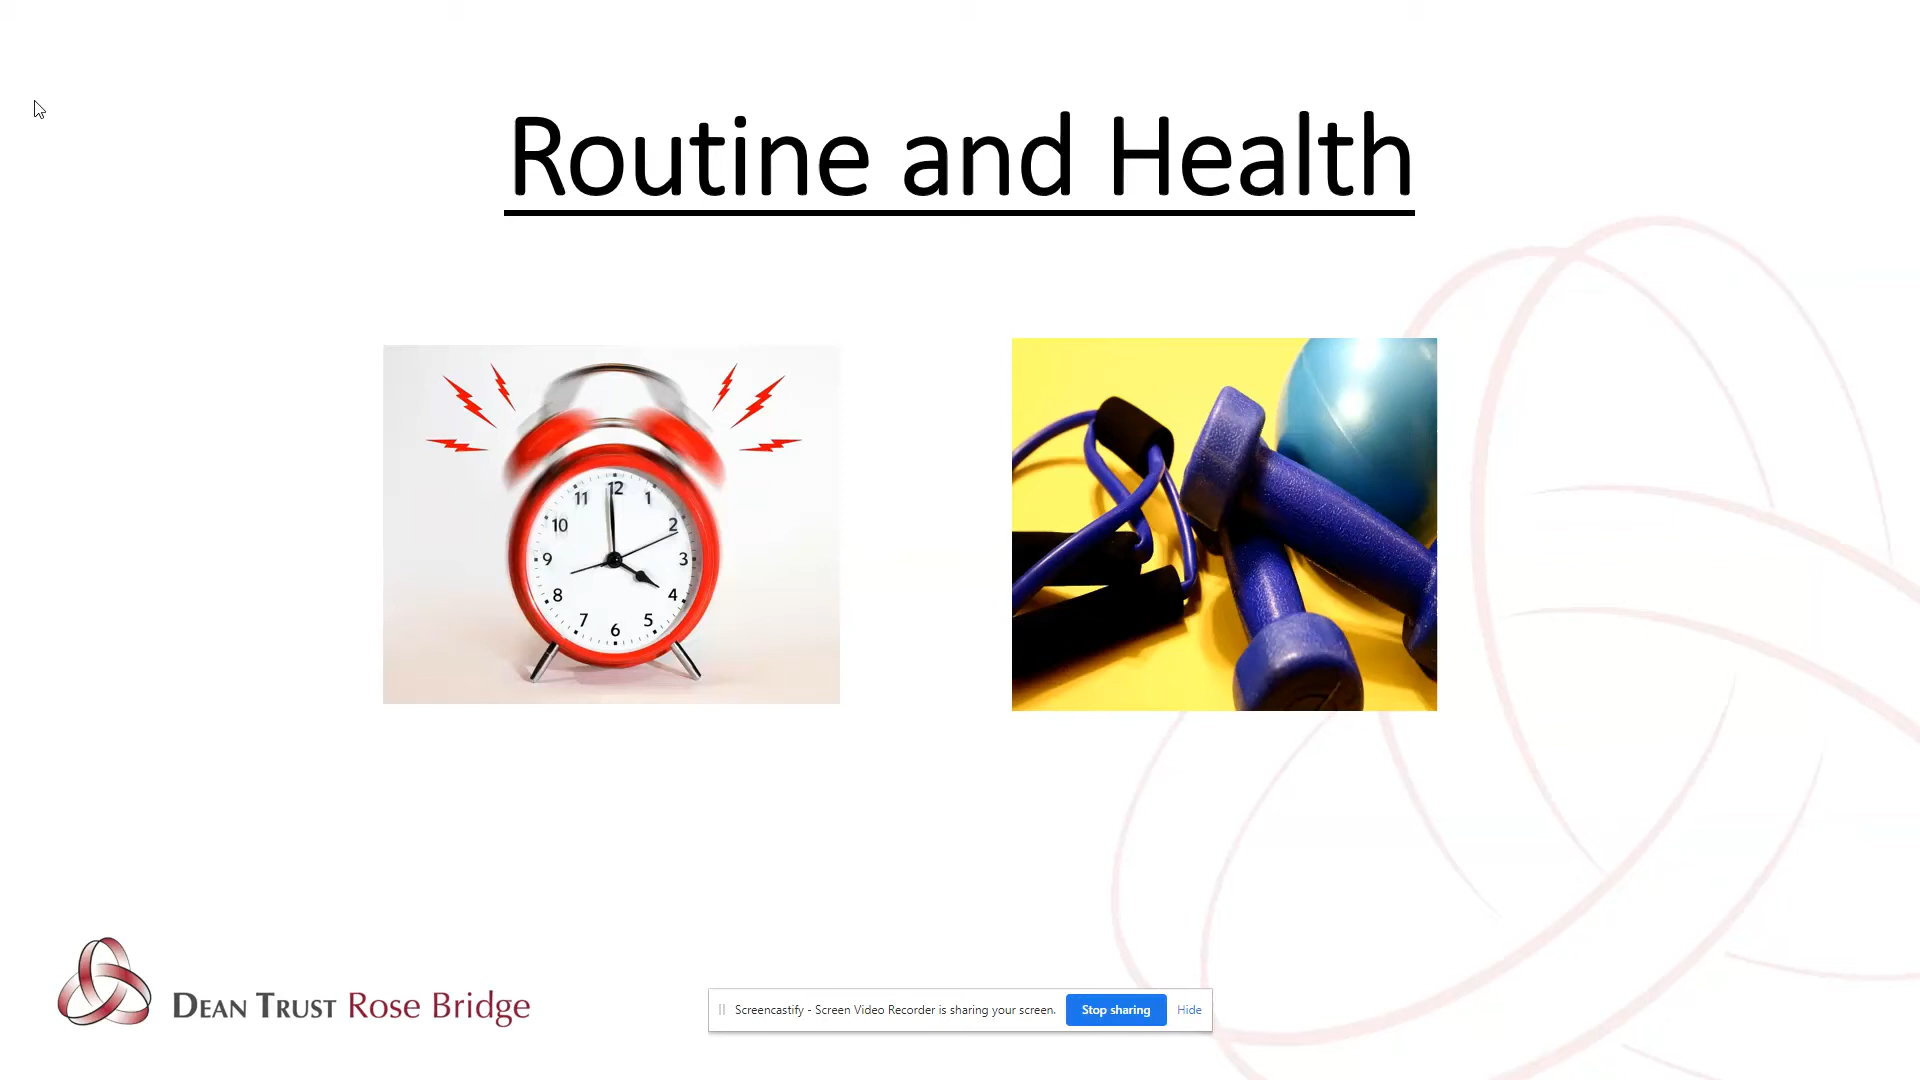 Routine and Health
12
11
1
10
2
9
3
8
4
7
5
6
DEAN TRUST Rose Bridge
Screencastify - Screen Video Recorder is sharing your screen.
Stop sharing
Hide